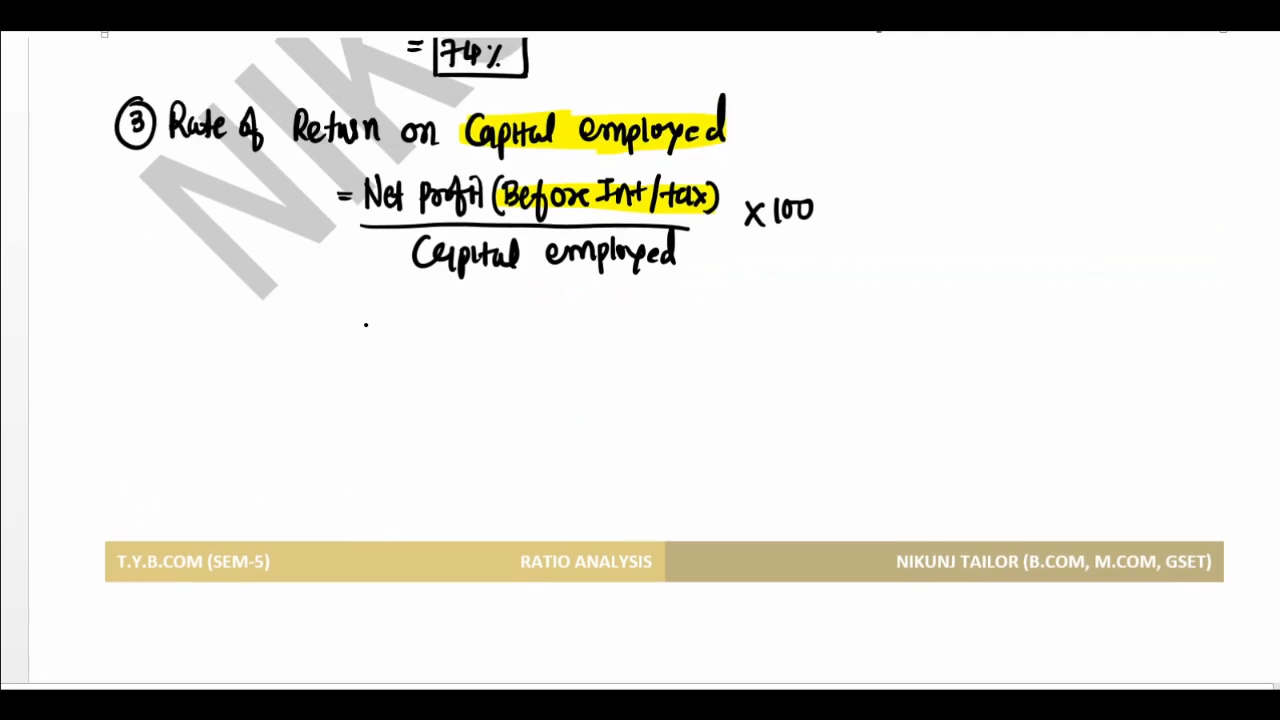 = 74%
③ Rate of Return on Capital employed
= Net profit (Before Int/tax) x 100
Capital employed
NIK
T.Y.B.COM (SEM-5) RATIO ANALYSIS NIKUNJ TAILOR (B.COM, M.COM, GSET)